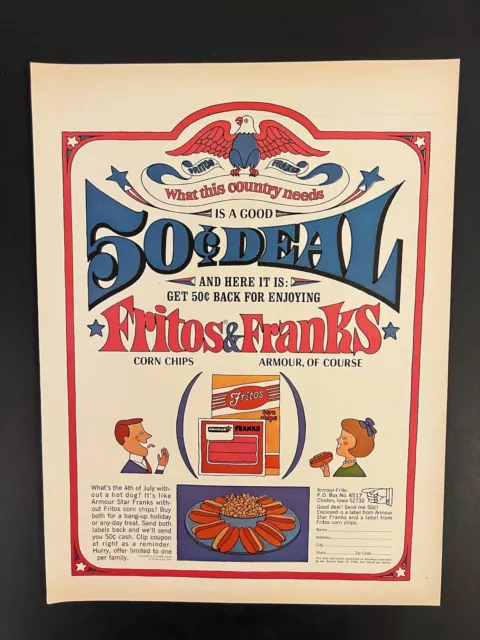 FRITOS FRANKS
What this country needs
IS A GOOD
50¢ DEAL
AND HERE IT IS:
GET 50¢ BACK FOR ENJOYING
Fritos & Franks
CORN CHIPS ARMOUR, OF COURSE
Fritos
corn
chips
ARMOUR FRANKS
What's the 4th of July with-
out a hot dog? It's like
Armour Star Franks with-
out Fritos corn chips! Buy
both for a bang-up holiday
or any-day treat. Send both
labels back and we'll send
you 50¢ cash. Clip coupon
at right as a reminder.
Hurry, offer limited to one
per family.
Armour-Frito
P.O. Box No. 4517
Clinton, Iowa 52732
Good deal! Send me 50¢!
Enclosed is a label from Armour
Star Franks and a label from
Fritos corn chips.
Name
Address
City
State Zip Code